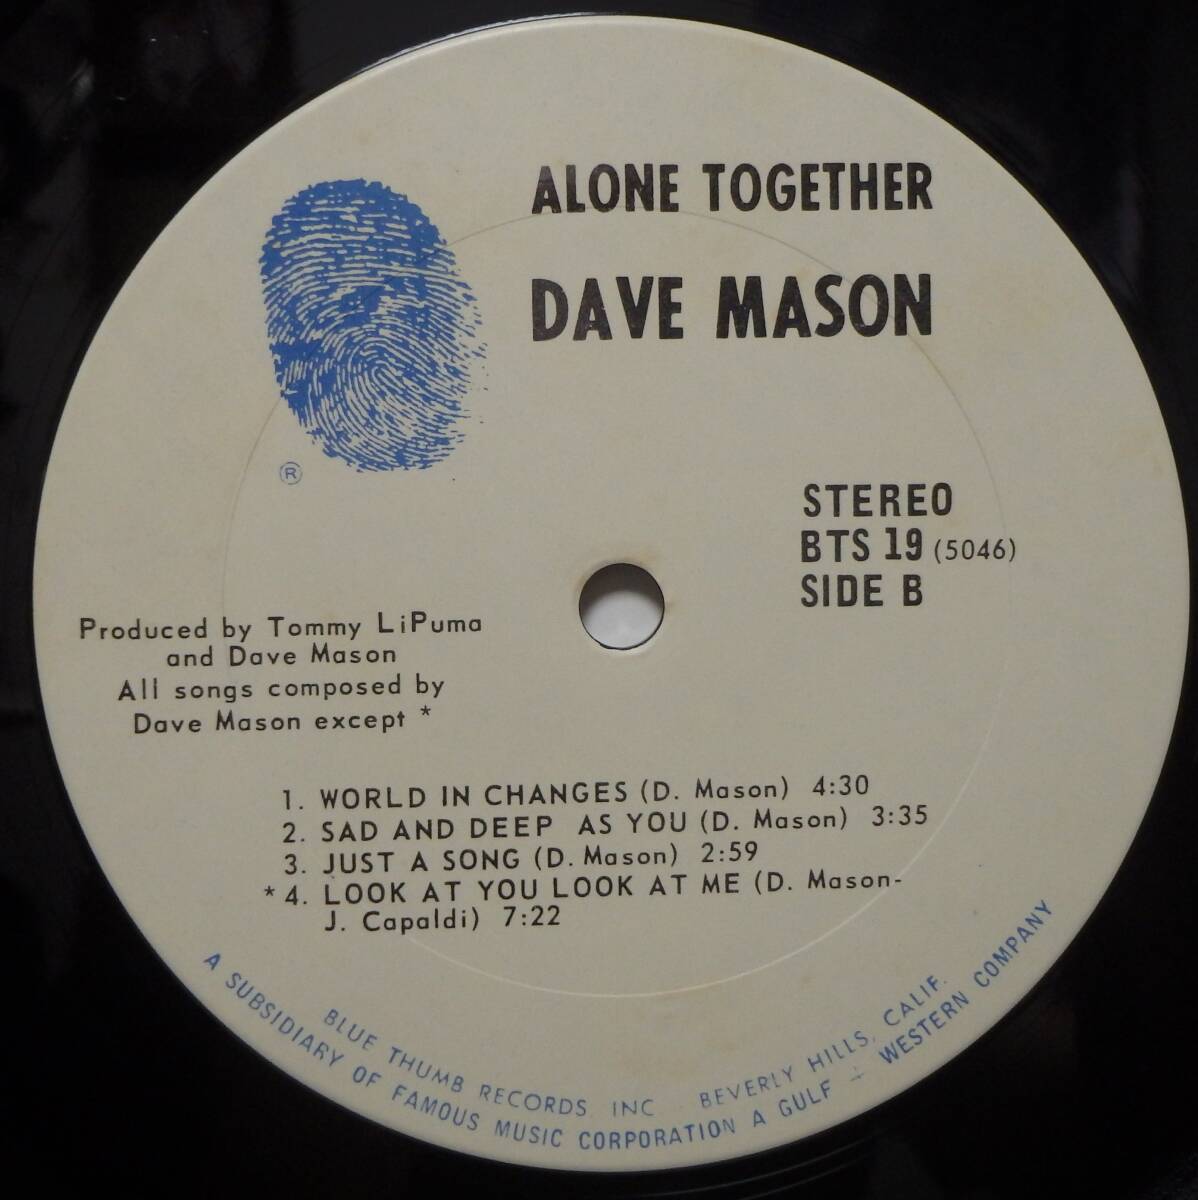 ALONE TOGETHER
DAVE MASON
®
STEREO
BTS 19 (5046)
SIDE B
Produced by Tommy LiPuma
and Dave Mason
All songs composed by
Dave Mason except *
1. WORLD IN CHANGES (D. Mason) 4:30
2. SAD AND DEEP AS YOU (D. Mason) 3:35
3. JUST A SONG (D. Mason) 2:59
* 4. LOOK AT YOU LOOK AT ME (D. Mason-
J. Capaldi) 7:22
BLUE THUMB RECORDS INC BEVERLY HILLS, CALIF.
A SUBSIDIARY OF FAMOUS MUSIC CORPORATION A GULF + WESTERN COMPANY